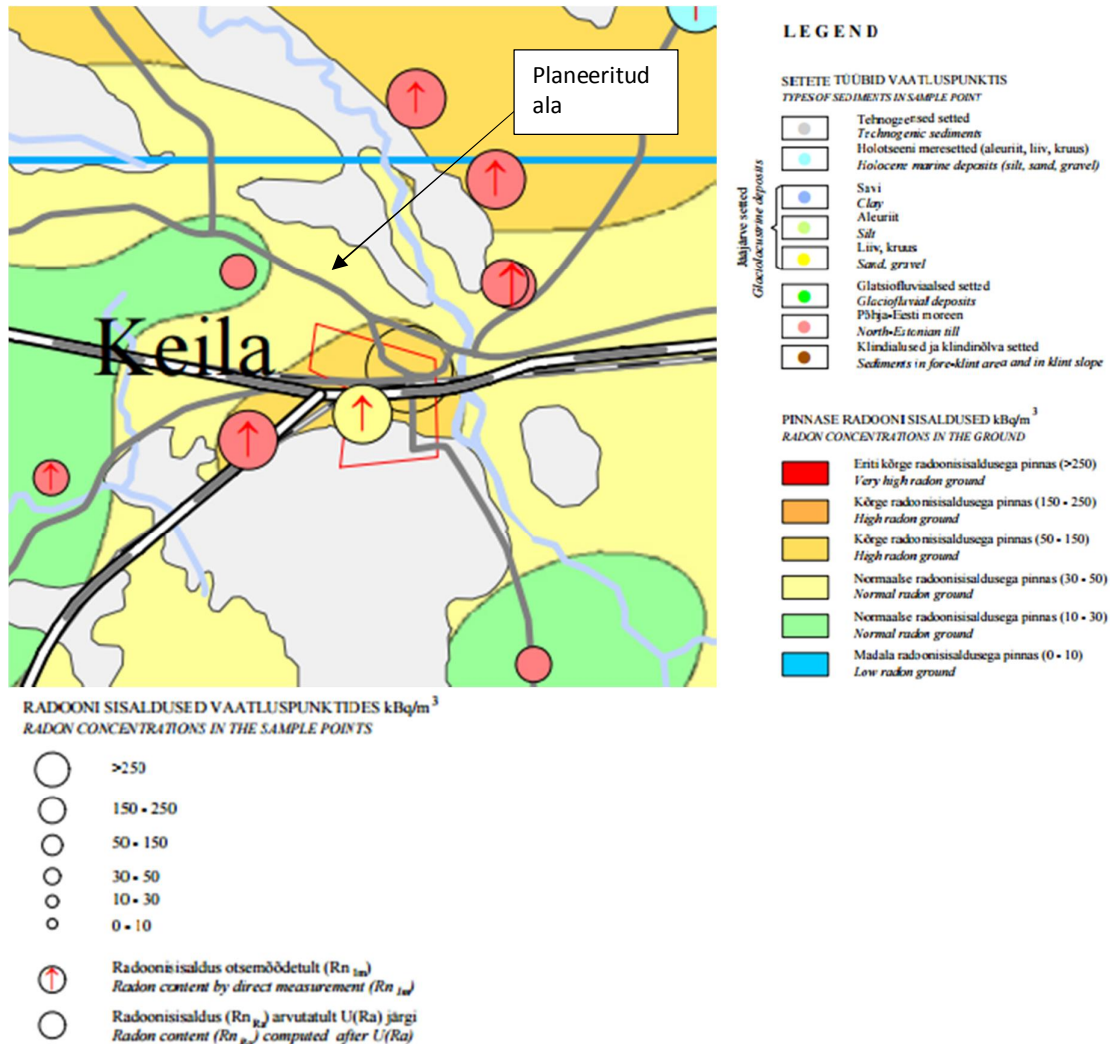 Planeeritud
ala
Keila
LEGEND
SETETE TÜÜBID VAATLUSPUNKTIS
TYPES OF SEDIMENTS IN SAMPLE POINT
Tehnogeensed setted
Technogenic sediments
Holotseeni meresetted (aleuriit, liiv, kruus)
Holocene marine deposits (silt, sand, gravel)
Jääjärve setted
Glaciolacustrine deposits
Savi
Clay
Aleuriit
Silt
Liiv, kruus
Sand, gravel
Glatsiofluviaalsed setted
Glaciofluvial deposits
Põhja-Eesti moreen
North-Estonian till
Klindialused ja klindinõlva setted
Sediments in fore-klint area and in klint slope
PINNASE RADOONI SISALDUSED kBq/m³
RADON CONCENTRATIONS IN THE GROUND
Eriti kõrge radoonisisaldusega pinnas (>250)
Very high radon ground
Kõrge radoonisisaldusega pinnas (150 - 250)
High radon ground
Kõrge radoonisisaldusega pinnas (50 - 150)
High radon ground
Normaalse radoonisisaldusega pinnas (30 - 50)
Normal radon ground
Normaalse radoonisisaldusega pinnas (10 - 30)
Normal radon ground
Madala radoonisisaldusega pinnas (0 - 10)
Low radon ground
RADOONI SISALDUSED VAATLUSPUNKTIDES kBq/m³
RADON CONCENTRATIONS IN THE SAMPLE POINTS
>250
150 - 250
50 - 150
30 - 50
10 - 30
0 - 10
Radoonisisaldus otsemõõdetult (Rn 1m)
Radon content by direct measurement (Rn 1m)
Radoonisisaldus (Rn Ra) arvutatult U(Ra) järgi
Radon content (Rn Ra) computed after U(Ra)